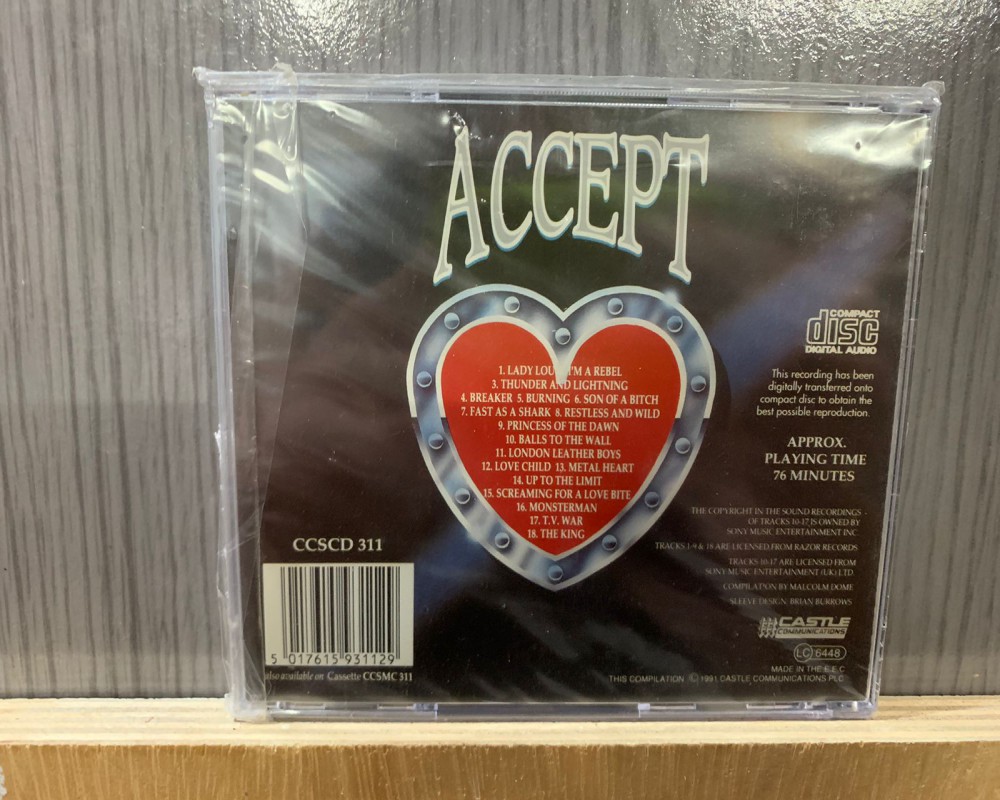 ACCEPT
1. LADY LOU I'M A REBEL
3. THUNDER AND LIGHTNING
4. BREAKER 5. BURNING 6. SON OF A BITCH
7. FAST AS A SHARK 8. RESTLESS AND WILD
9. PRINCESS OF THE DAWN
10. BALLS TO THE WALL
11. LONDON LEATHER BOYS
12. LOVE CHILD 13. METAL HEART
14. UP TO THE LIMIT
15. SCREAMING FOR A LOVE BITE
16. MONSTERMAN
17. T.V. WAR
18. THE KING
COMPACT
disc
DIGITAL AUDIO
This recording has been
digitally transferred onto
compact disc to obtain the
best possible reproduction.
APPROX.
PLAYING TIME
76 MINUTES
THE COPYRIGHT IN THE SOUND RECORDINGS
OF TRACKS 10-17 IS OWNED BY
SONY MUSIC ENTERTAINMENT INC
TRACKS 1-9 & 18 ARE LICENSED FROM RAZOR RECORDS
TRACKS 10-17 ARE LICENSED FROM
SONY MUSIC ENTERTAINMENT (UK) LTD
COMPILATION BY MALCOLM DOME
SLEEVE DESIGN: BRIAN BURROWS
CASTLE
COMMUNICATIONS
LC 6448
MADE IN THE E.E.C
THIS COMPILATION © 1991 CASTLE COMMUNICATIONS PLC
CCSCD 311
5 017615 931129
also available on Cassette CCSMC 311